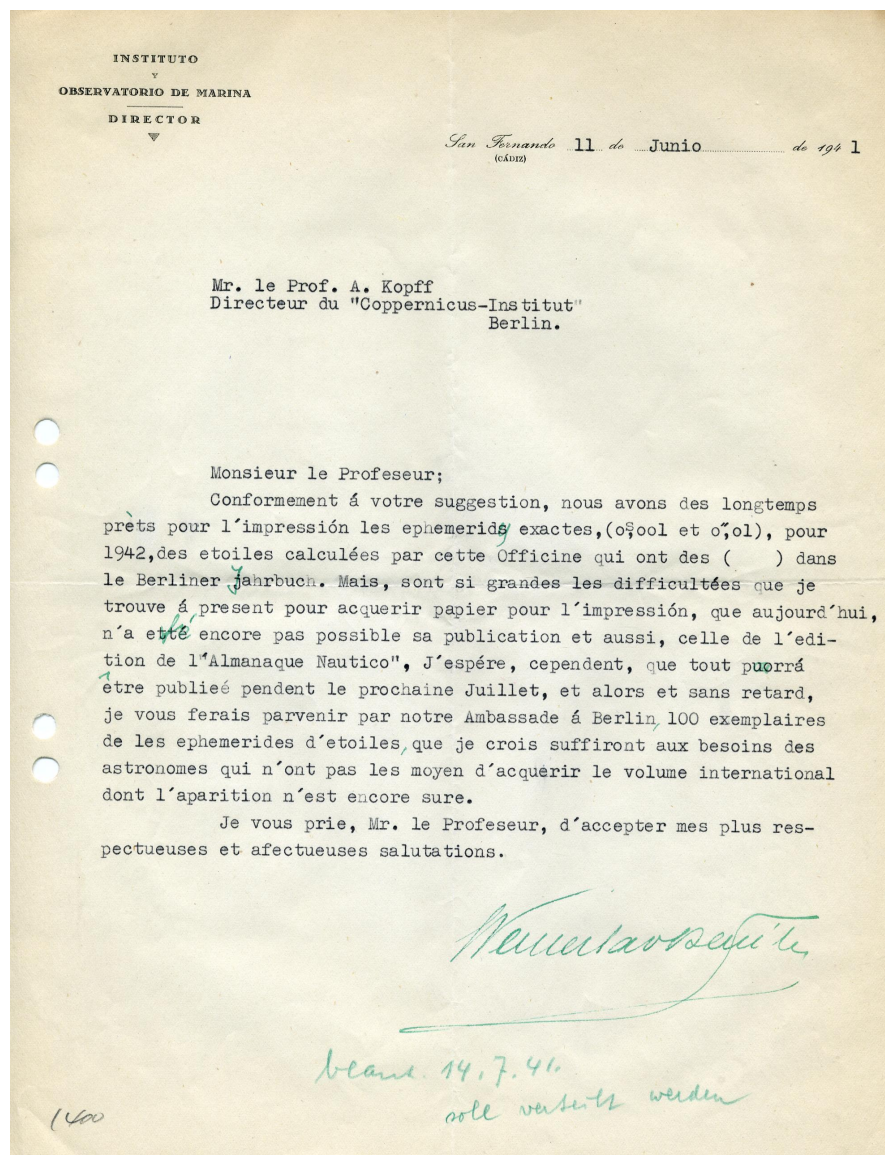 INSTITUTO
Y
OBSERVATORIO DE MARINA
DIRECTOR
San Fernando 11 de Junio de 1941
(CÁDIZ)
Mr. le Prof. A. Kopff
Directeur du "Coppernicus-Institut"
Berlin.
Monsieur le Profeseur;
Conformement á votre suggestion, nous avons des longtemps
prèts pour l´impressión les ephemerids exactes,(oṣ̊ool et o",ol), pour
1942,des etoiles calculées par cette Officine qui ont des ( ) dans
le Berliner Jahrbuch. Mais, sont si grandes les difficultées que je
trouve á present pour acquerir papier pour l´impressión, que aujourd´hui,
n´a eté encore pas possible sa publication et aussi, celle de l´edi-
tion de l´"Almanaque Nautico", J´espére, cependent, que tout puorrá
etre publieé pendent le prochaine Juillet, et alors et sans retard,
je vous ferais parvenir par notre Ambassade á Berlin, 100 exemplaires
de les ephemerides d´etoiles, que je crois suffiront aux besoins des
astronomes qui n´ont pas les moyen d´acquérir le volume international
dont l´aparition n´est encore sure.
Je vous prie, Mr. le Profeseur, d´accepter mes plus res-
pectueuses et afectueuses salutations.
beant. 14.7.41.
soll verteilt werden
1400